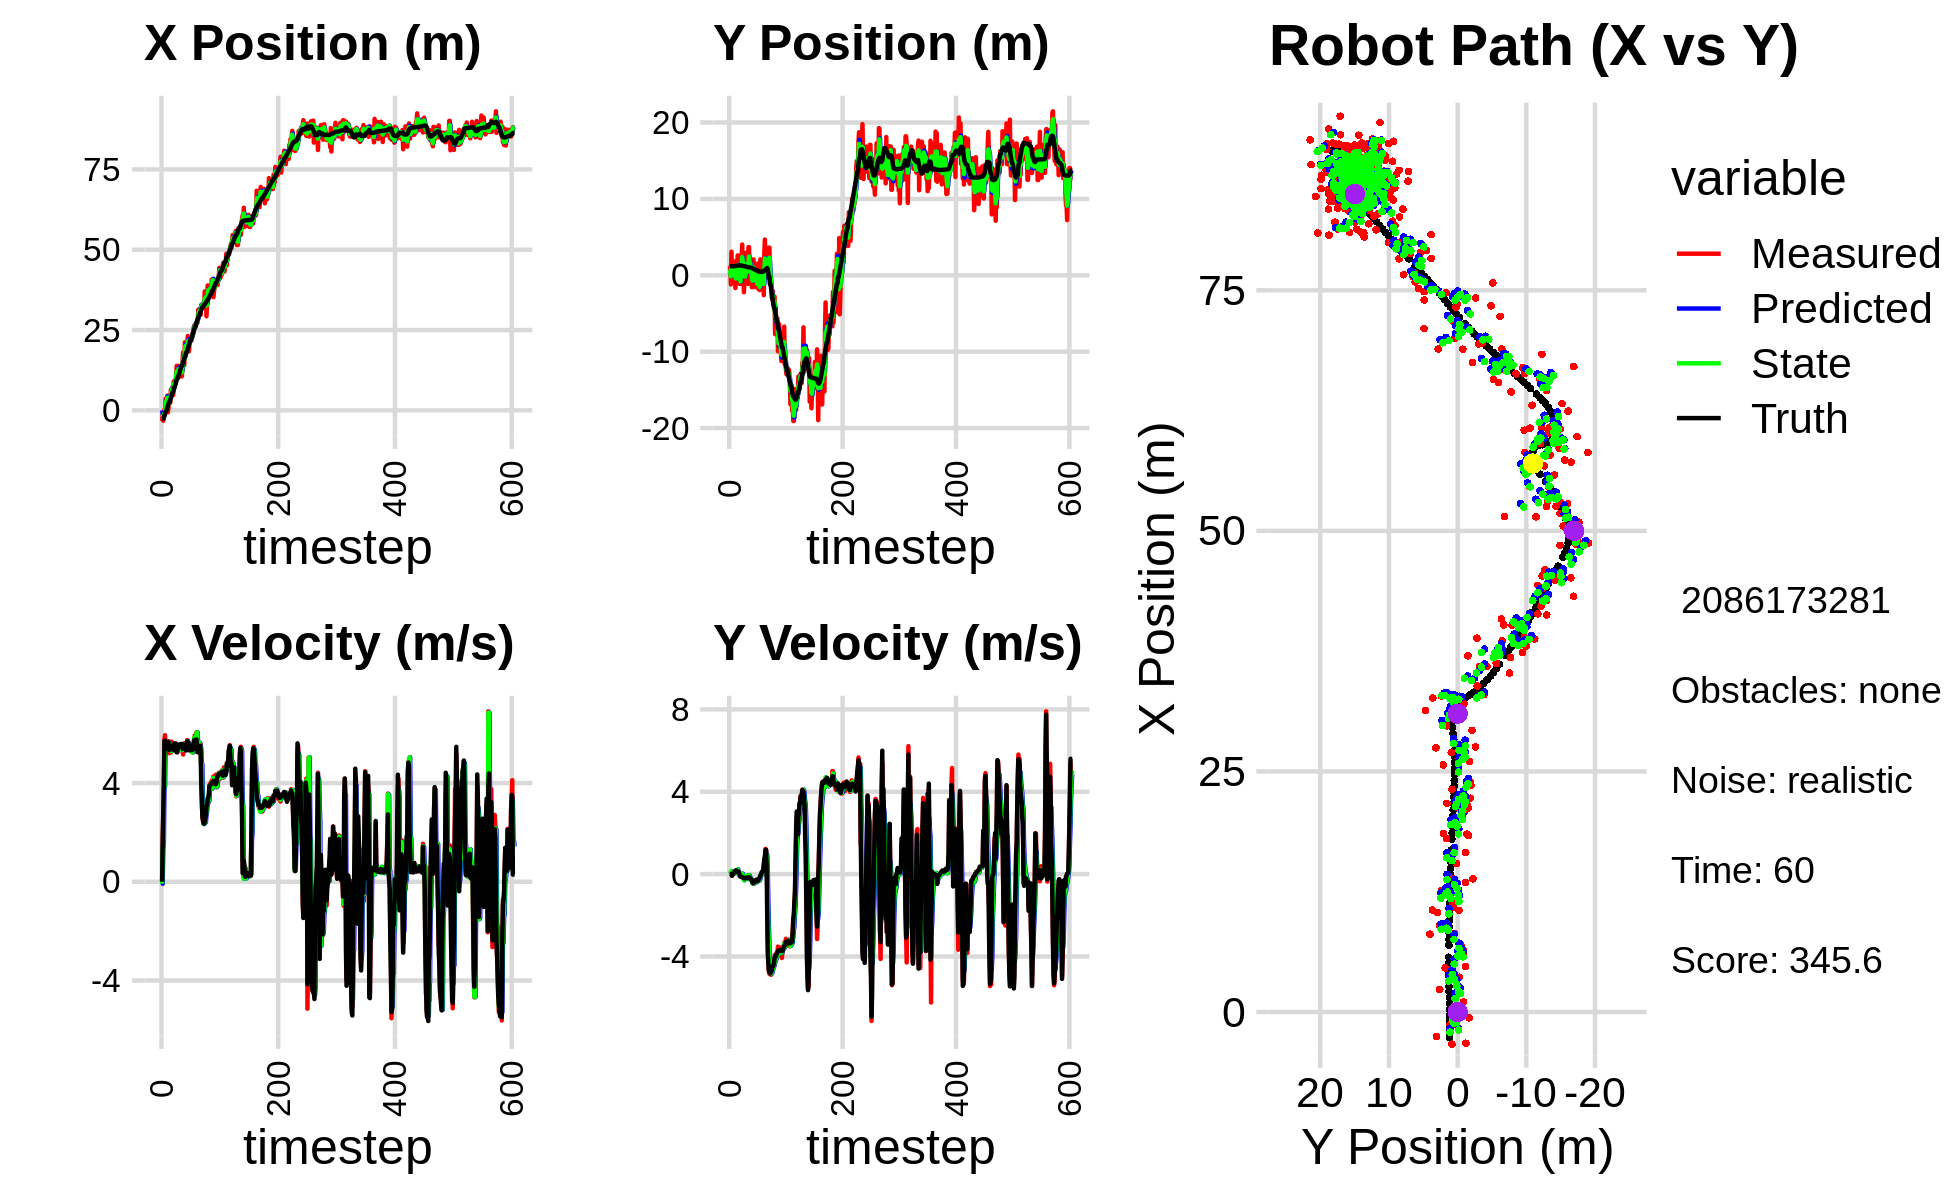 X Position (m)
75
50
25
0
0
200
400
600
timestep
Y Position (m)
20
10
0
-10
-20
0
200
400
600
timestep
X Velocity (m/s)
4
0
-4
0
200
400
600
timestep
Y Velocity (m/s)
8
4
0
-4
0
200
400
600
timestep
Robot Path (X vs Y)
X Position (m)
75
50
25
0
20
10
0
-10
-20
Y Position (m)
variable
Measured
Predicted
State
Truth
2086173281
Obstacles: none
Noise: realistic
Time: 60
Score: 345.6